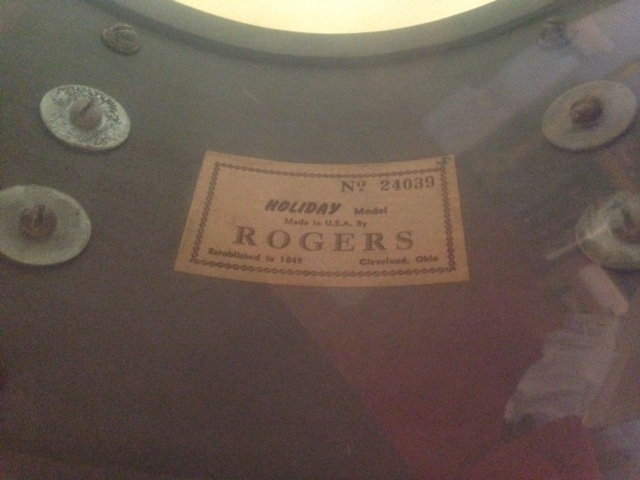 Nº 24039
HOLIDAY Model
Made in U.S.A. By
ROGERS
Established in 1849 Cleveland, Ohio